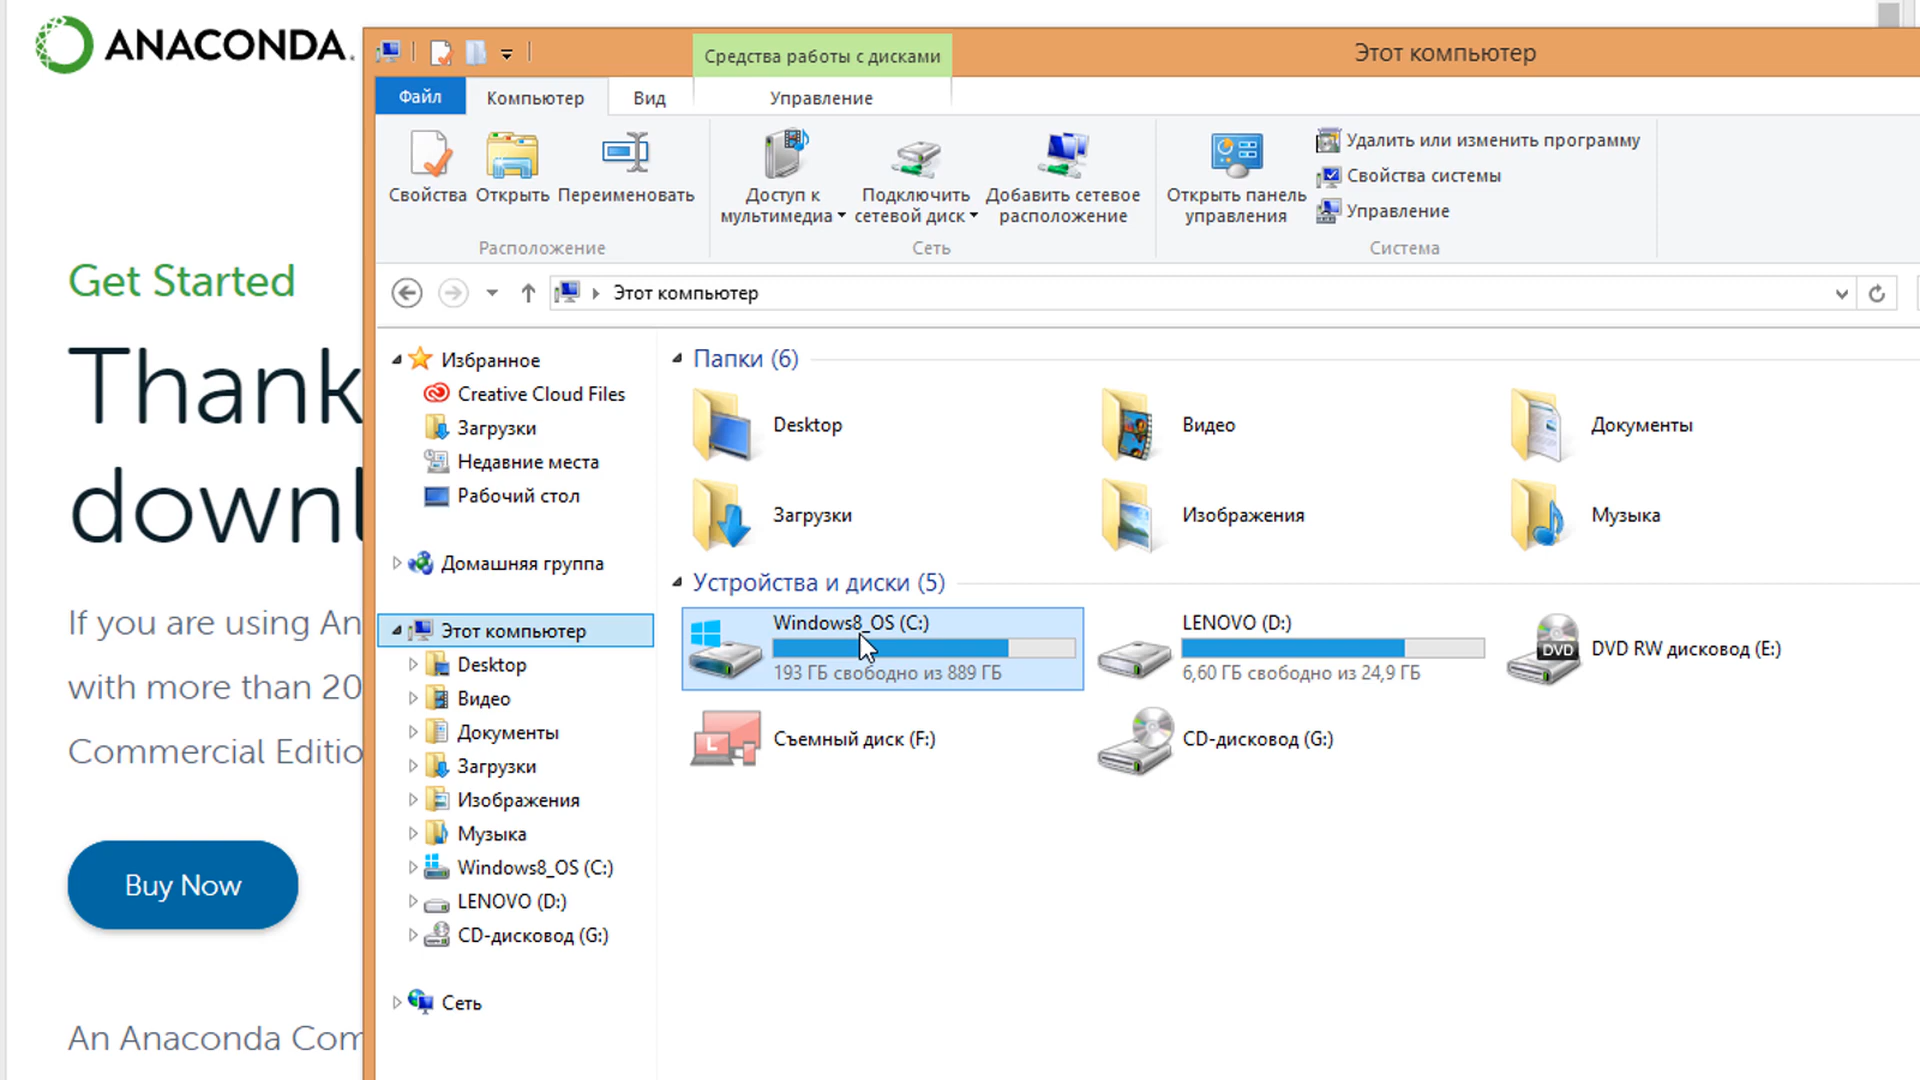 ANACONDA.
Get Started
Thank
downl
If you are using An
with more than 20
Commercial Editio
Buy Now
An Anaconda Com
Средства работы с дисками
Этот компьютер
Файл
Компьютер
Вид
Управление
Свойства
Открыть
Переименовать
Расположение
Доступ к
мультимедиа
Подключить
сетевой диск
Добавить сетевое
расположение
Сеть
Открыть панель
управления
Удалить или изменить программу
Свойства системы
Управление
Система
Этот компьютер
Избранное
Creative Cloud Files
Загрузки
Недавние места
Рабочий стол
Домашняя группа
Этот компьютер
Desktop
Видео
Документы
Загрузки
Изображения
Музыка
Windows8_OS (C:)
LENOVO (D:)
CD-дисковод (G:)
Сеть
Папки (6)
Desktop
Видео
Документы
Загрузки
Изображения
Музыка
Устройства и диски (5)
Windows8_OS (C:)
193 ГБ свободно из 889 ГБ
LENOVO (D:)
6,60 ГБ свободно из 24,9 ГБ
DVD
DVD RW дисковод (E:)
L
Съемный диск (F:)
CD-дисковод (G:)